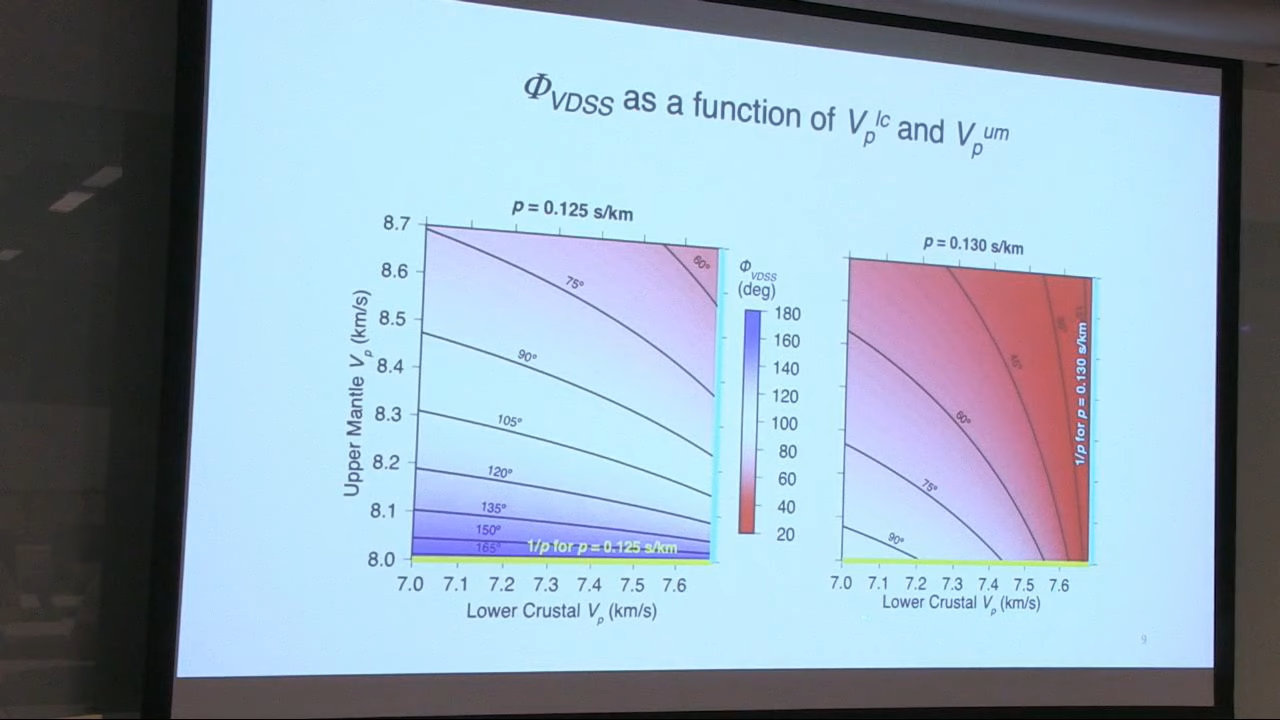 Φ_VDSS as a function of V_p^lc and V_p^um
p = 0.125 s/km
8.7
8.6
8.5
8.4
8.3
8.2
8.1
8.0
Upper Mantle V_p (km/s)
60°
75°
90°
105°
120°
135°
150°
165°
1/p for p = 0.125 s/km
7.0 7.1 7.2 7.3 7.4 7.5 7.6
Lower Crustal V_p (km/s)
Φ_VDSS
(deg)
180
160
140
120
100
80
60
40
20
p = 0.130 s/km
45°
60°
75°
90°
1/p for p = 0.130 s/km
7.0 7.1 7.2 7.3 7.4 7.5 7.6
Lower Crustal V_p (km/s)
9